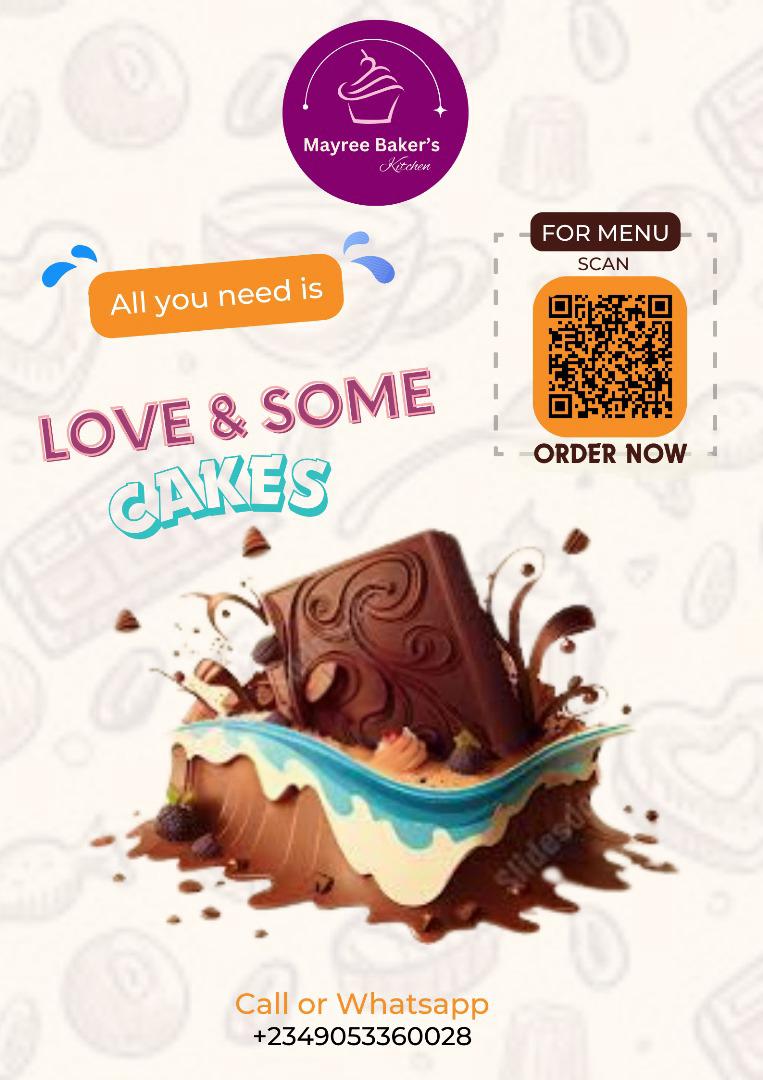 Mayree Baker's
Kitchen
FOR MENU
SCAN
All you need is
LOVE & SOME
CAKES
ORDER NOW
Call or Whatsapp
+2349053360028